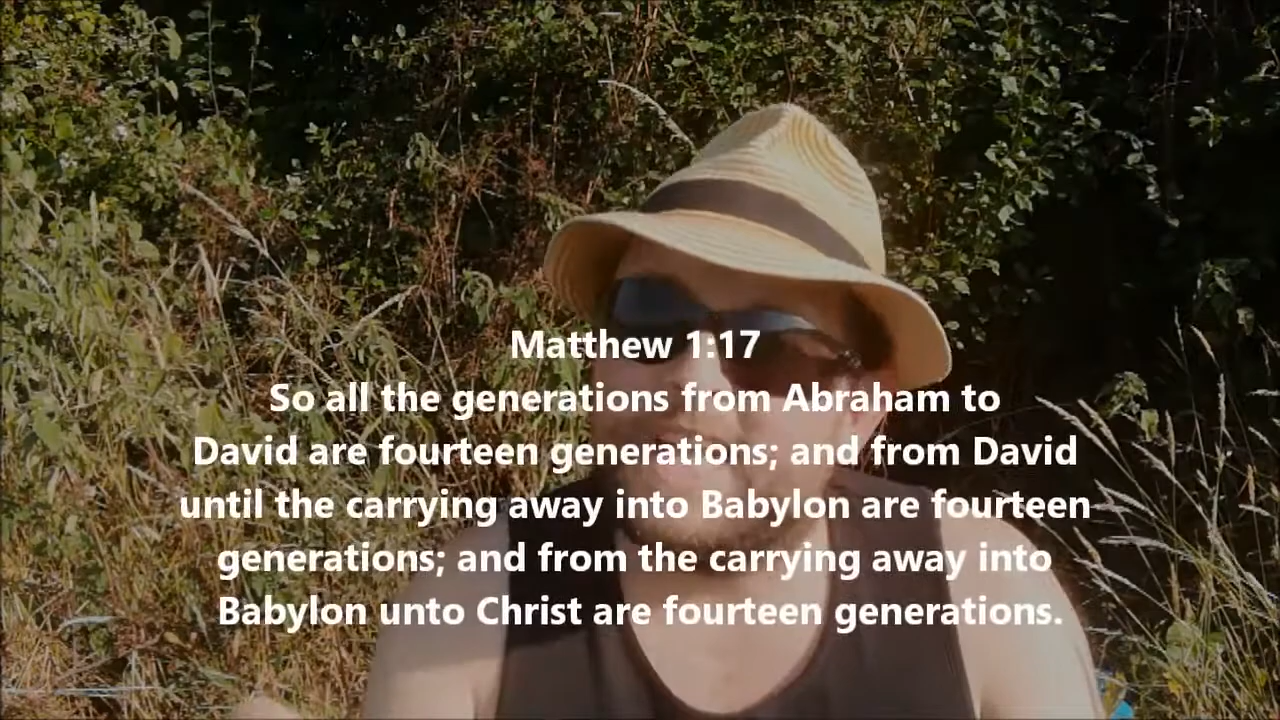 Matthew 1:17
So all the generations from Abraham to
David are fourteen generations; and from David
until the carrying away into Babylon are fourteen
generations; and from the carrying away into
Babylon unto Christ are fourteen generations.